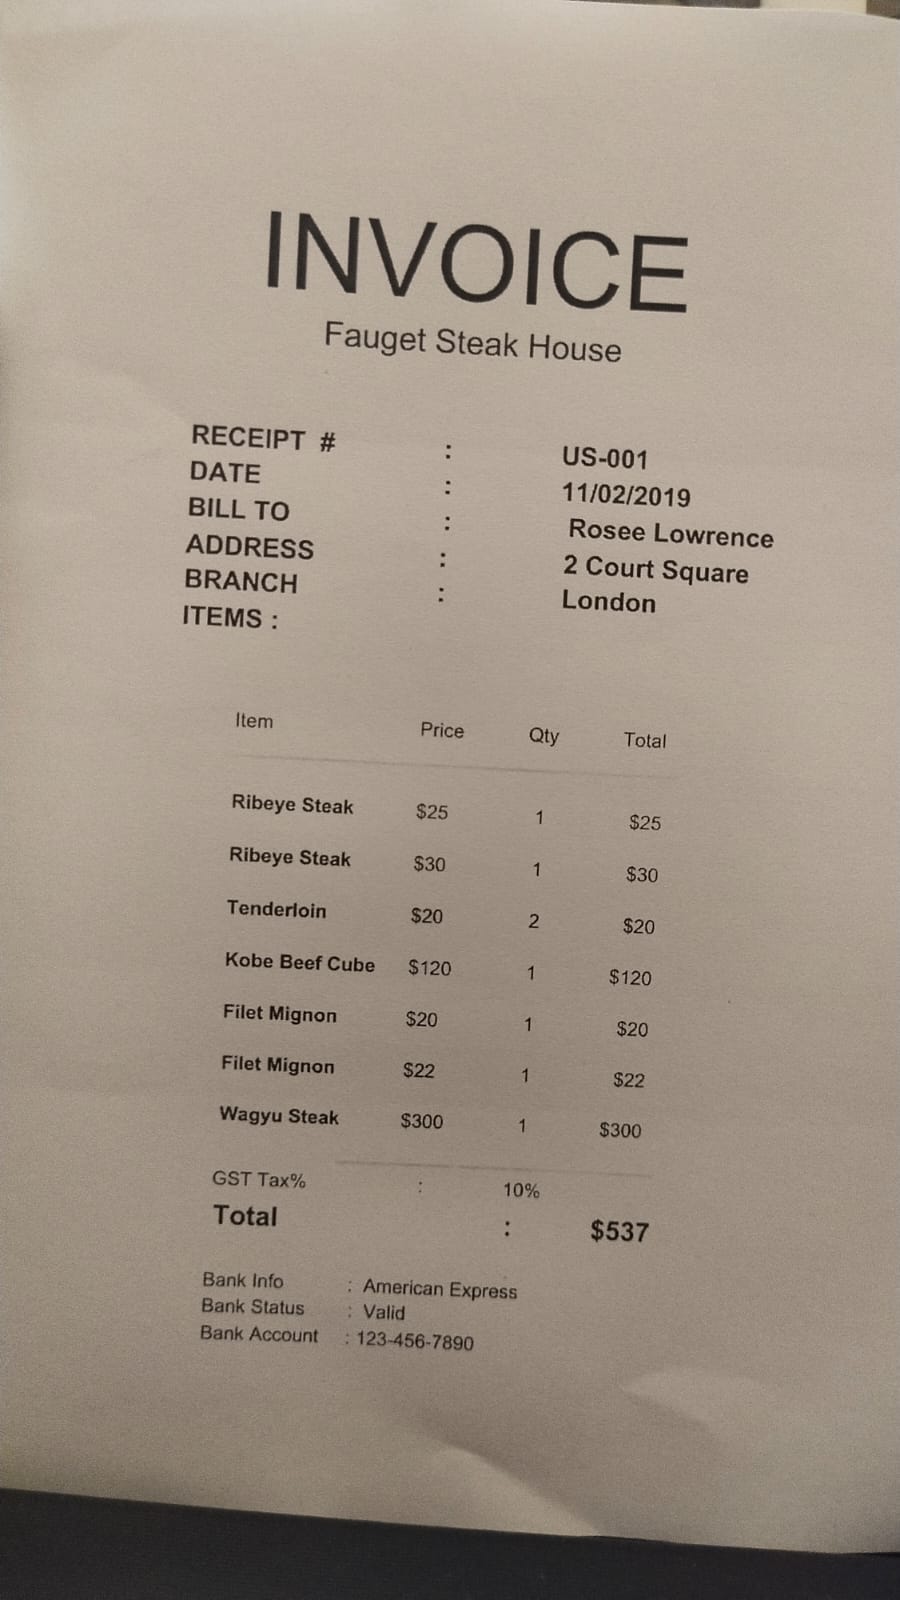 INVOICE
Fauget Steak House
RECEIPT # : US-001
DATE : 11/02/2019
BILL TO : Rosee Lowrence
ADDRESS : 2 Court Square
BRANCH : London
ITEMS :
Item Price Qty Total
Ribeye Steak $25 1 $25
Ribeye Steak $30 1 $30
Tenderloin $20 2 $20
Kobe Beef Cube $120 1 $120
Filet Mignon $20 1 $20
Filet Mignon $22 1 $22
Wagyu Steak $300 1 $300
GST Tax% : 10%
Total : $537
Bank Info : American Express
Bank Status : Valid
Bank Account : 123-456-7890